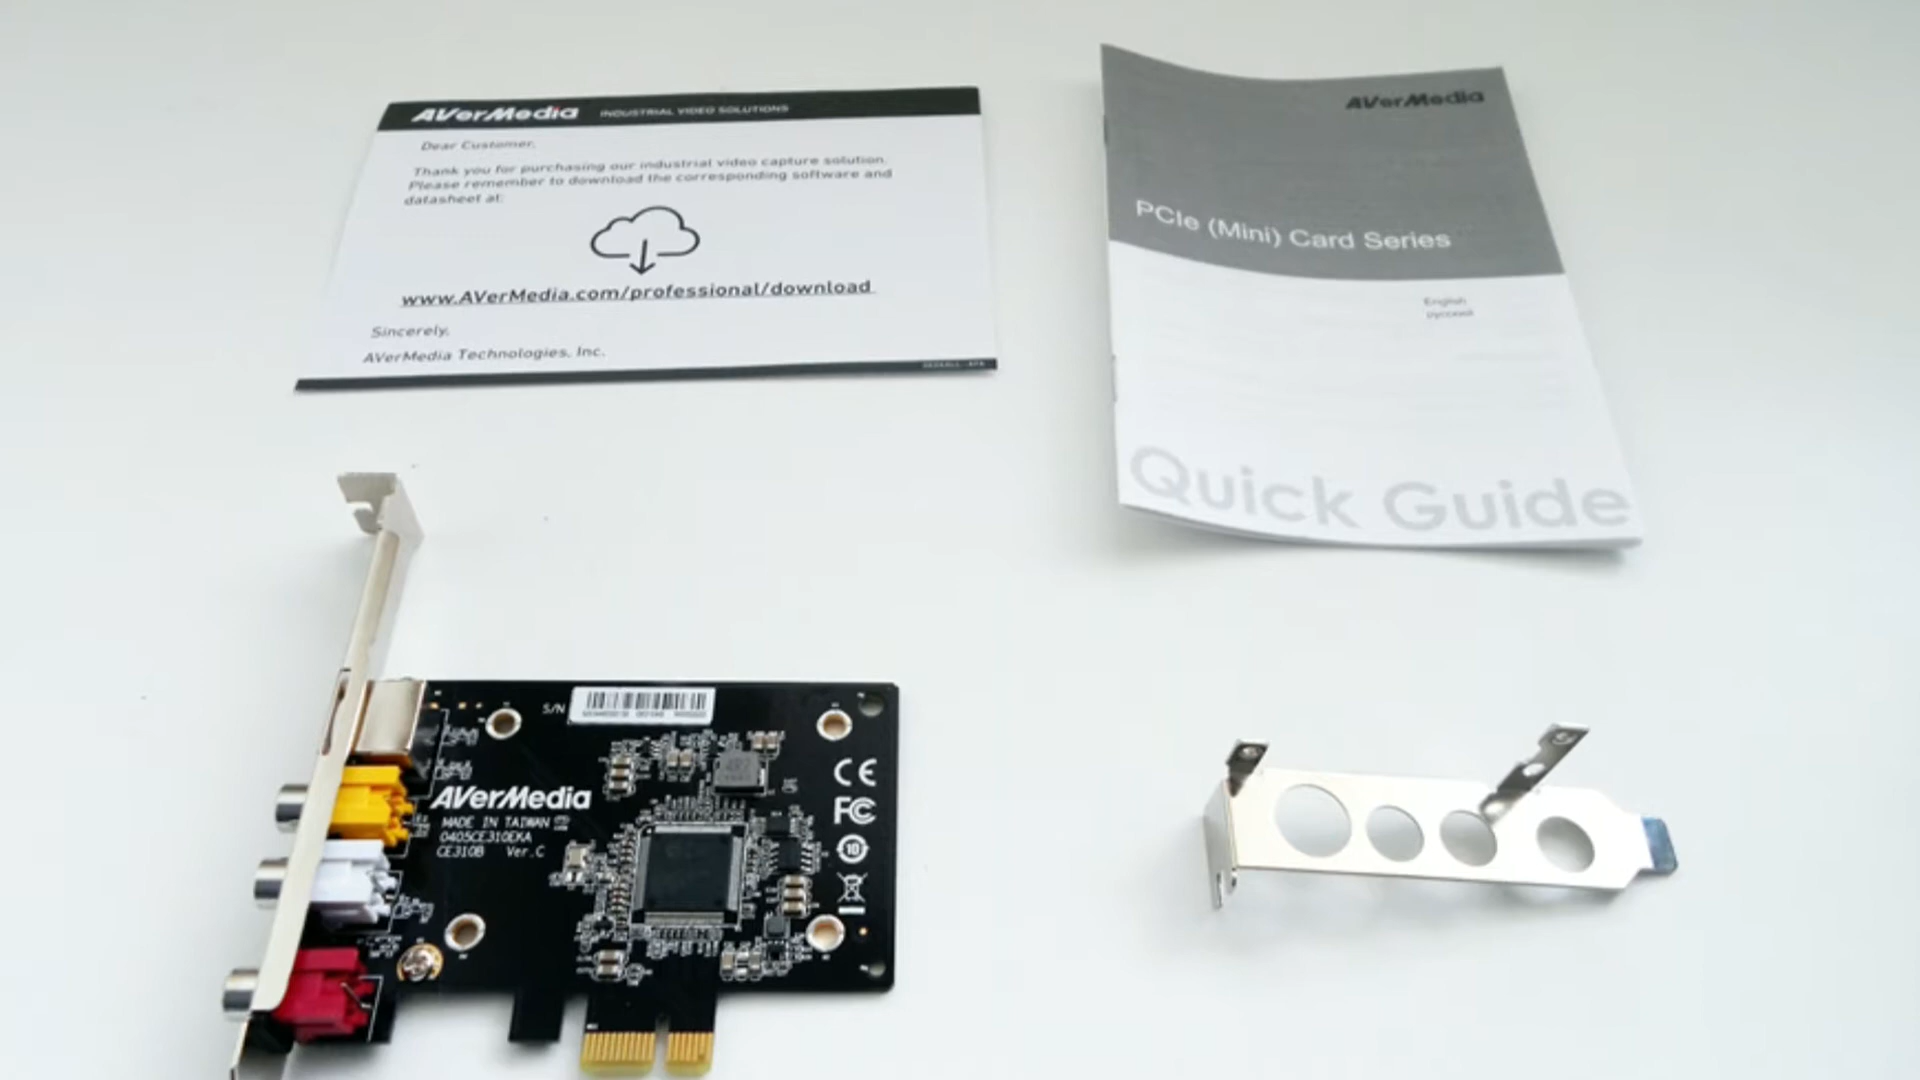 AVerMedia INDUSTRIAL VIDEO SOLUTIONS
Dear Customer,
Thank you for purchasing our industrial video capture solution.
Please remember to download the corresponding software and
datasheet at:
www.AVerMedia.com/professional/download
Sincerely,
AVerMedia Technologies, Inc.
AVerMedia
PCIe (Mini) Card Series
English
русский
Quick Guide
S/N
AVerMedia
MADE IN TAIWAN
0405CE310EKA
CE310B Ver.C
CE
FC
10